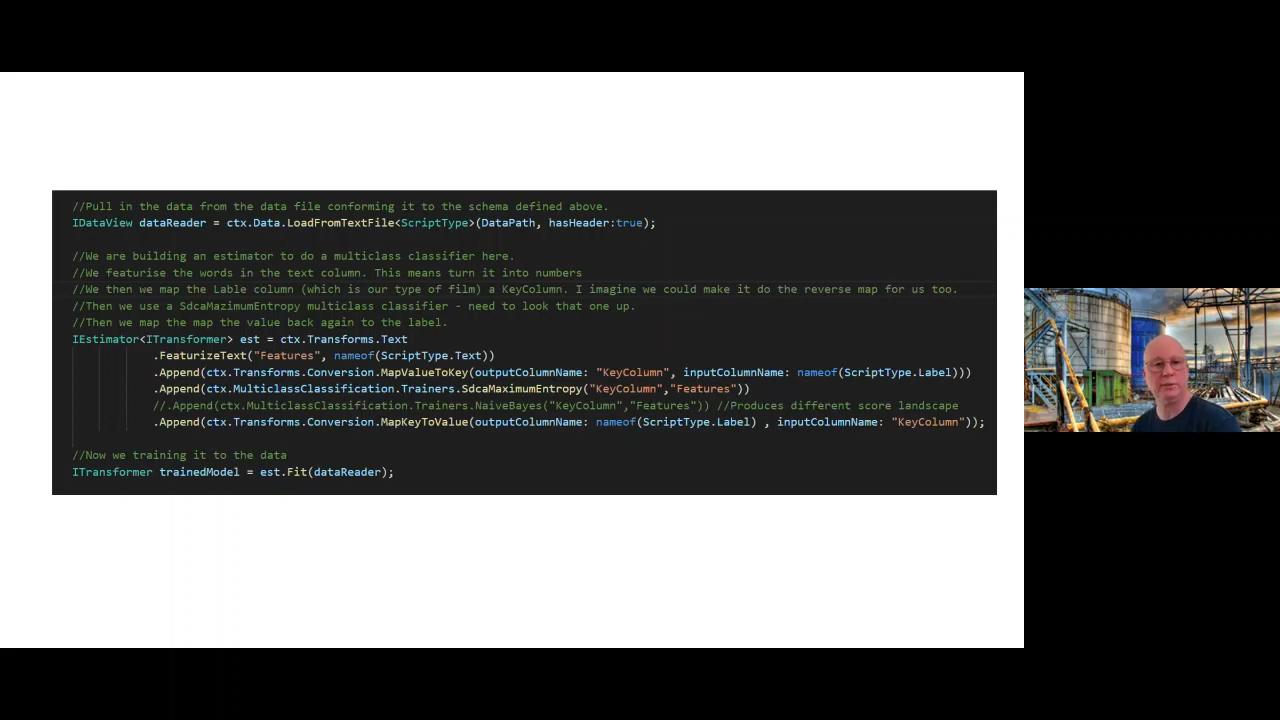 //Pull in the data from the data file conforming it to the schema defined above.
IDataView dataReader = ctx.Data.LoadFromTextFile<ScriptType>(DataPath, hasHeader:true);
//We are building an estimator to do a multiclass classifier here.
//We featurise the words in the text column. This means turn it into numbers
//We then we map the Lable column (which is our type of film) a KeyColumn. I imagine we could make it do the reverse map for us too.
//Then we use a SdcaMazimumEntropy multiclass classifier - need to look that one up.
//Then we map the map the value back again to the label.
IEstimator<ITransformer> est = ctx.Transforms.Text
.FeaturizeText("Features", nameof(ScriptType.Text))
.Append(ctx.Transforms.Conversion.MapValueToKey(outputColumnName: "KeyColumn", inputColumnName: nameof(ScriptType.Label)))
.Append(ctx.MulticlassClassification.Trainers.SdcaMaximumEntropy("KeyColumn","Features"))
//.Append(ctx.MulticlassClassification.Trainers.NaiveBayes("KeyColumn","Features")) //Produces different score landscape
.Append(ctx.Transforms.Conversion.MapKeyToValue(outputColumnName: nameof(ScriptType.Label) , inputColumnName: "KeyColumn"));
//Now we training it to the data
ITransformer trainedModel = est.Fit(dataReader);